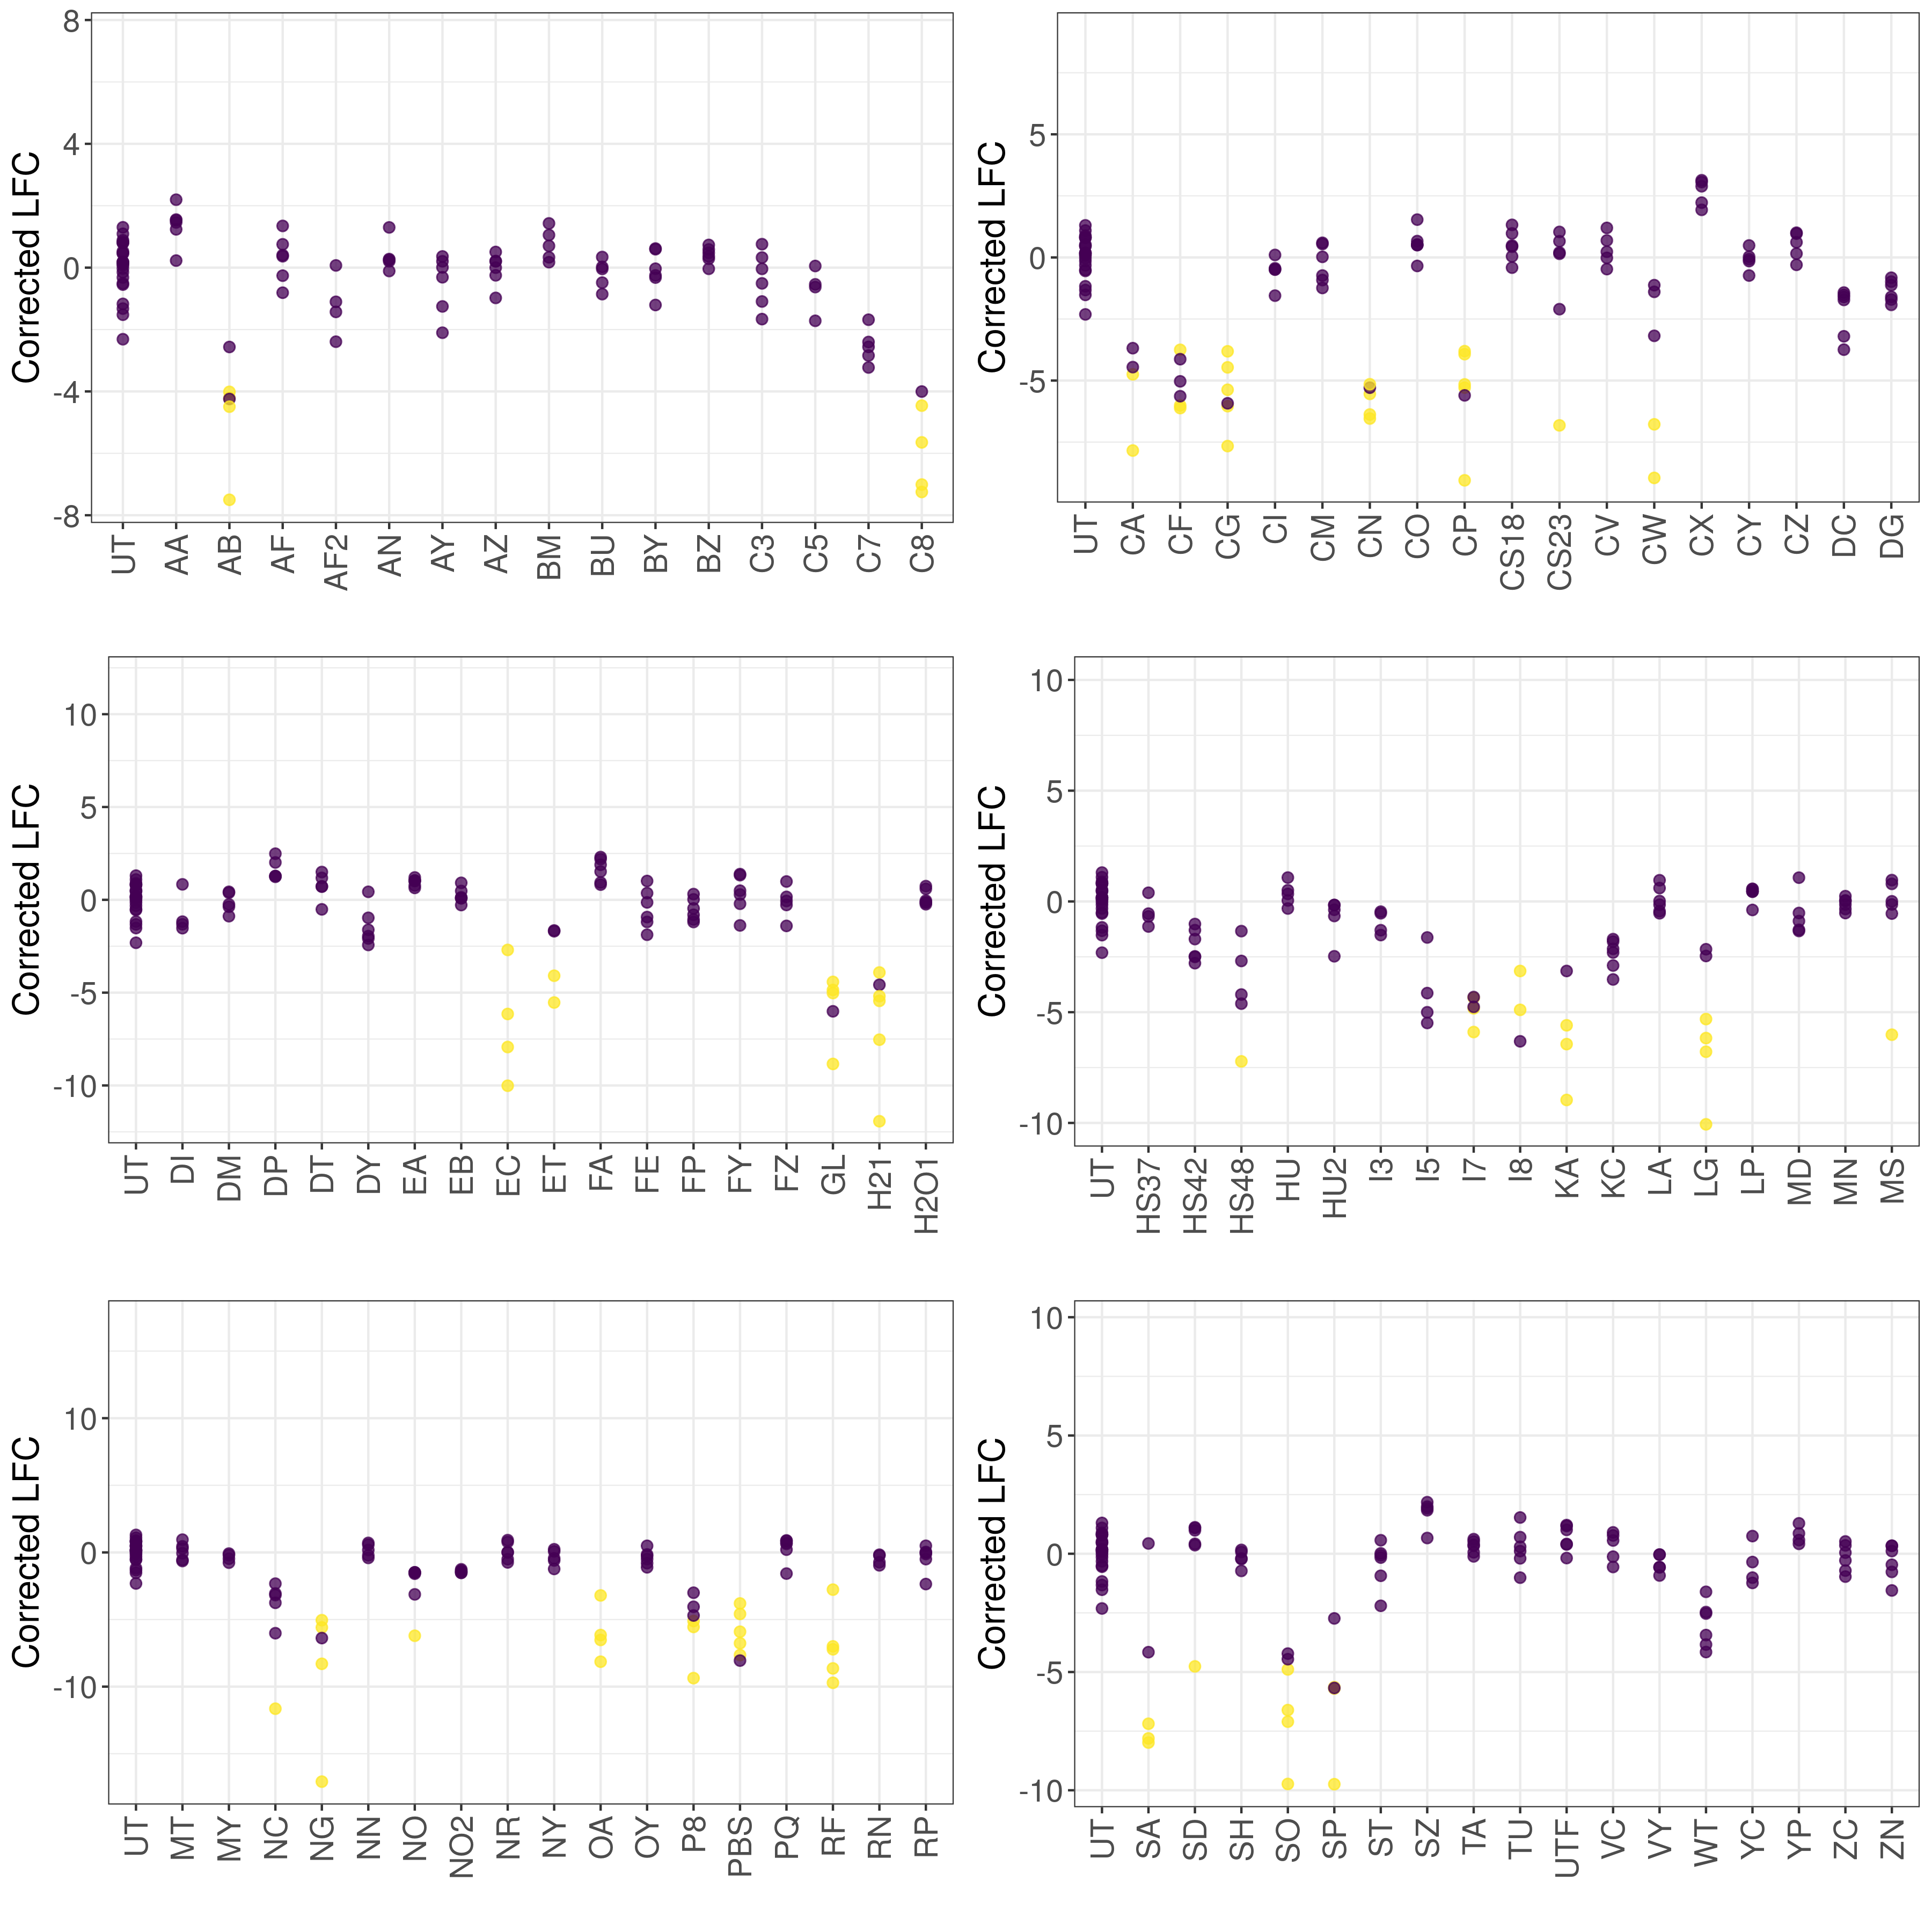 Corrected LFC
8
4
0
-4
-8
UT AA AB AF AF2 AN AY AZ BM BU BY BZ C3 C5 C7 C8
Corrected LFC
5
0
-5
UT CA CF CG CI CM CN CO CP CS18 CS23 CV CW CX CY CZ DC DG
Corrected LFC
10
5
0
-5
-10
UT DI DM DP DT DY EA EB EC ET FA FE FP FY FZ GL H21 H2O1
Corrected LFC
10
5
0
-5
-10
UT HS37 HS42 HS48 HU HU2 I3 I5 I7 I8 KA KC LA LG LP MD MN MS
Corrected LFC
10
0
-10
UT MT MY NC NG NN NO NO2 NR NY OA OY P8 PBS PQ RF RN RP
Corrected LFC
10
5
0
-5
-10
UT SA SD SH SO SP ST SZ TA TU UTF VC VY WT YC YP ZC ZN